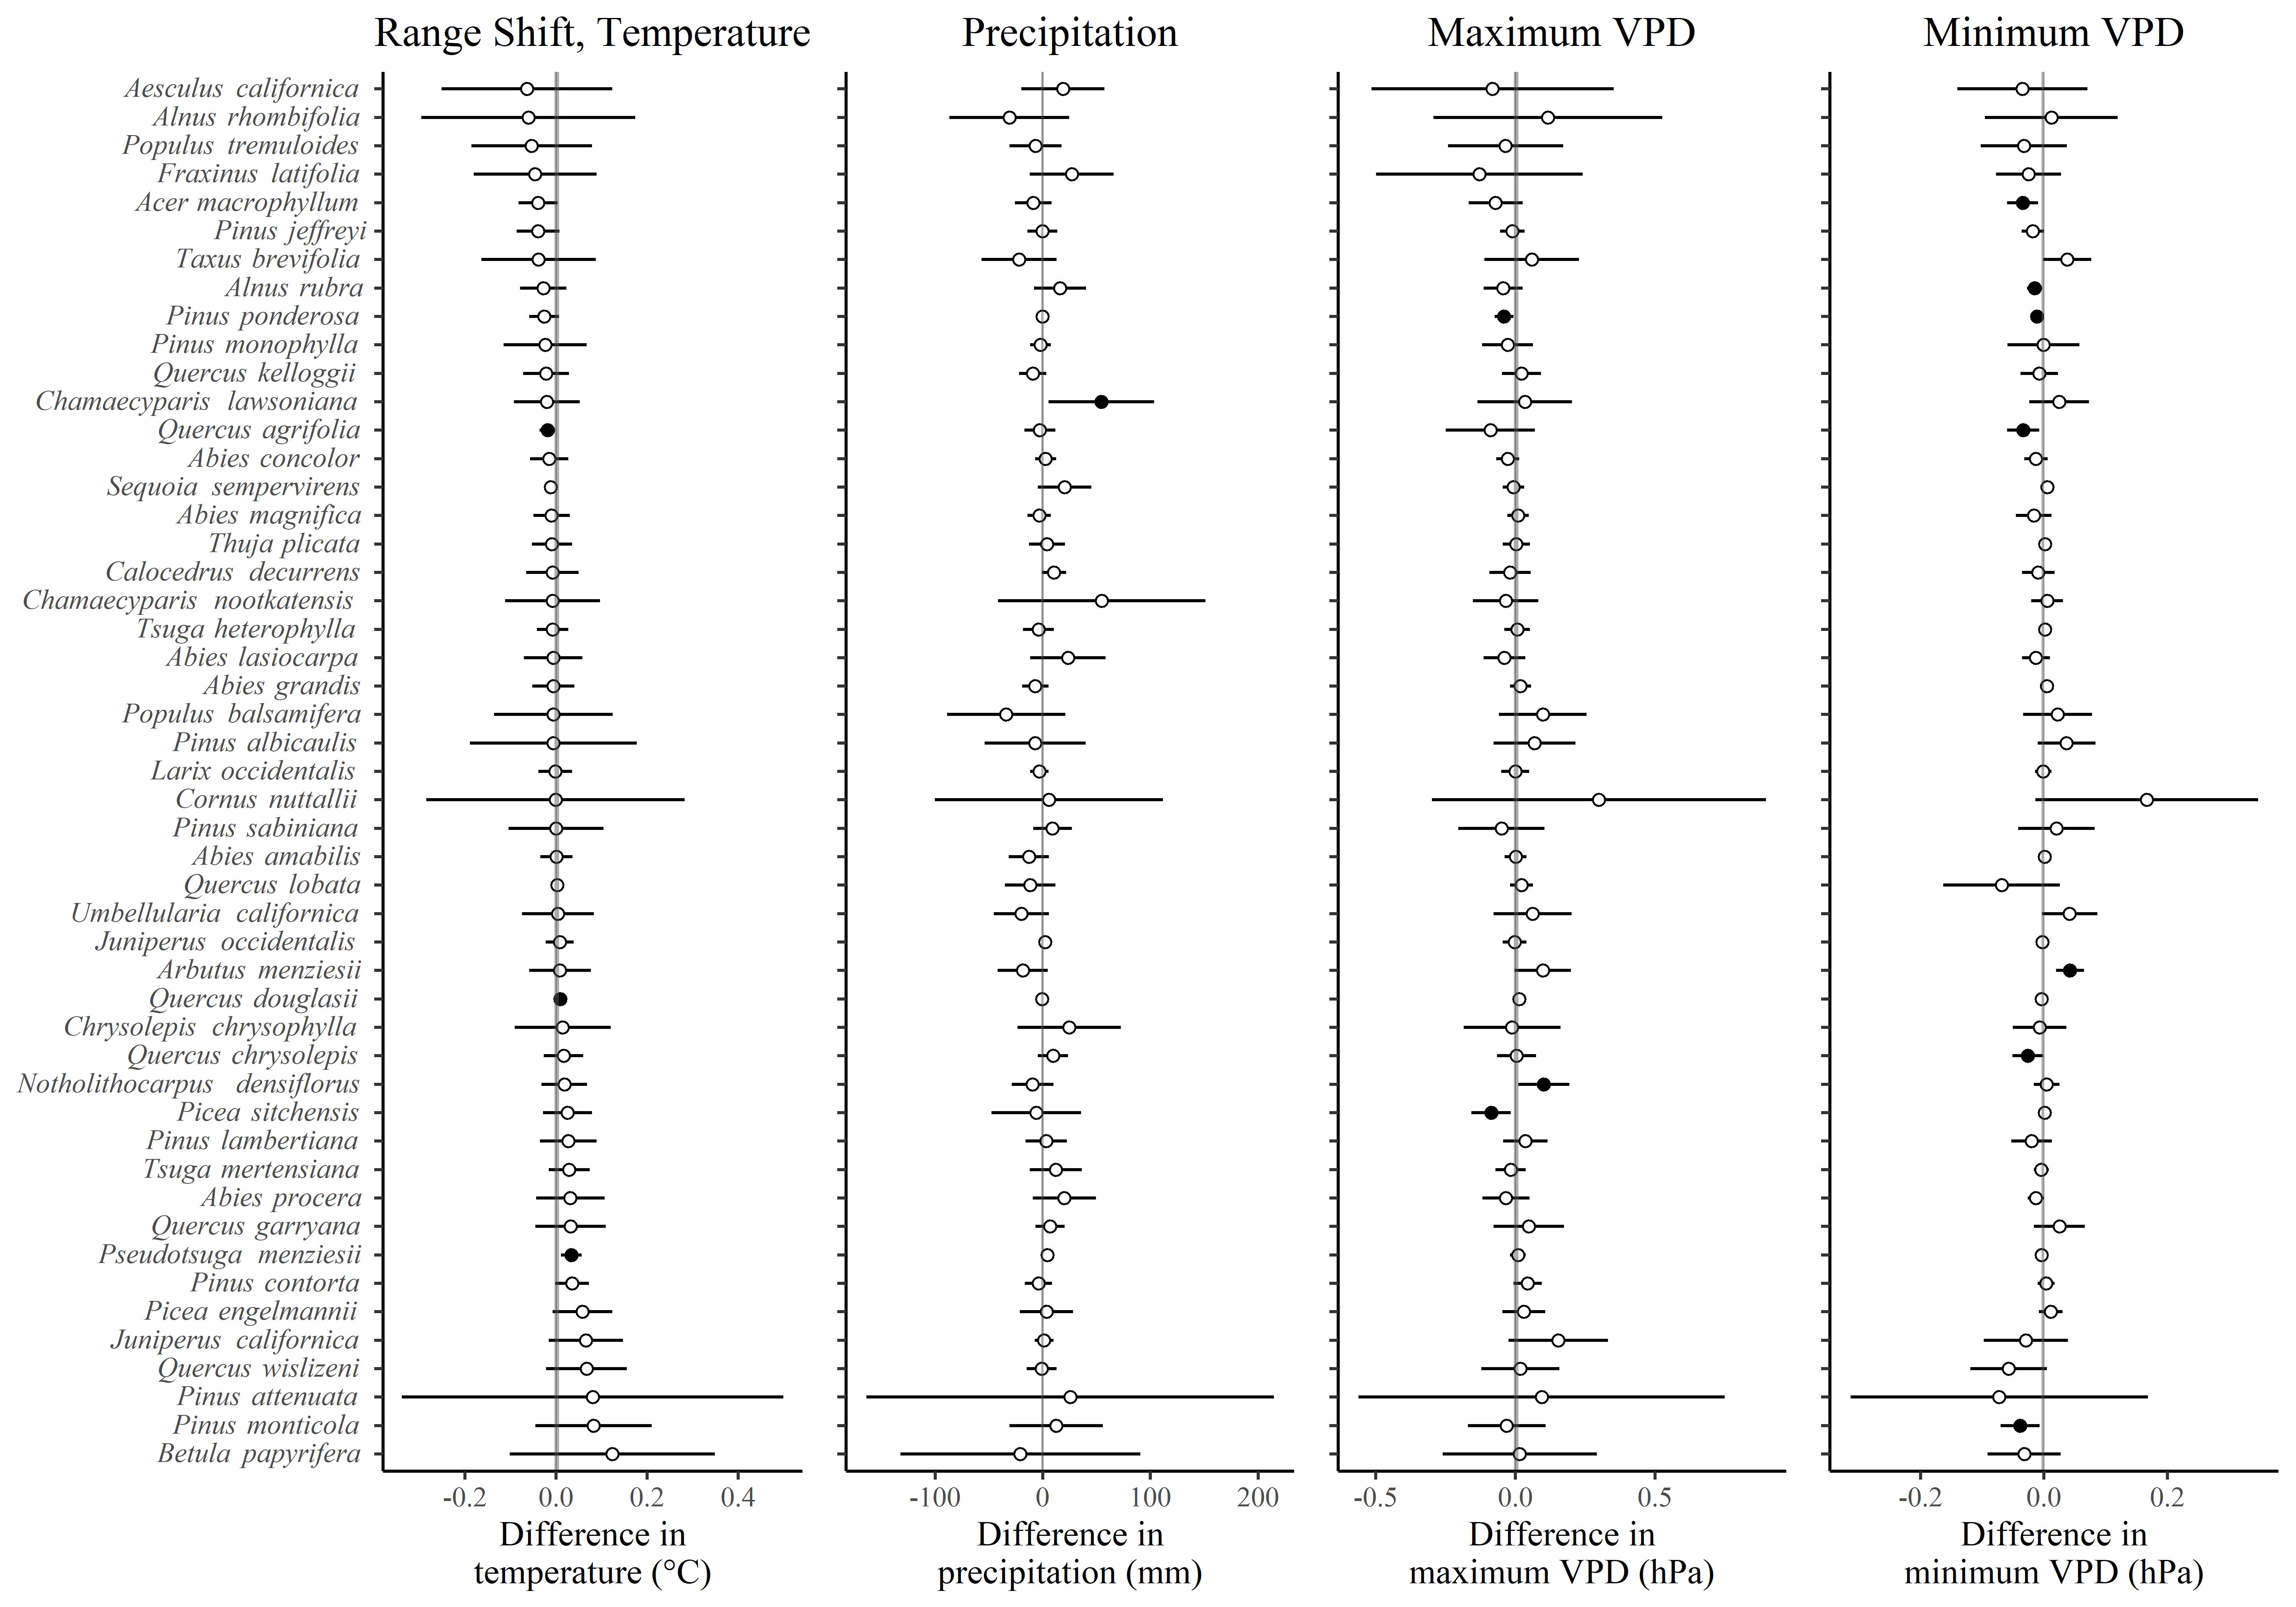 Range Shift, Temperature
Precipitation
Maximum VPD
Minimum VPD
Aesculus californica
Alnus rhombifolia
Populus tremuloides
Fraxinus latifolia
Acer macrophyllum
Pinus jeffreyi
Taxus brevifolia
Alnus rubra
Pinus ponderosa
Pinus monophylla
Quercus kelloggii
Chamaecyparis lawsoniana
Quercus agrifolia
Abies concolor
Sequoia sempervirens
Abies magnifica
Thuja plicata
Calocedrus decurrens
Chamaecyparis nootkatensis
Tsuga heterophylla
Abies lasiocarpa
Abies grandis
Populus balsamifera
Pinus albicaulis
Larix occidentalis
Cornus nuttallii
Pinus sabiniana
Abies amabilis
Quercus lobata
Umbellularia californica
Juniperus occidentalis
Arbutus menziesii
Quercus douglasii
Chrysolepis chrysophylla
Quercus chrysolepis
Notholithocarpus densiflorus
Picea sitchensis
Pinus lambertiana
Tsuga mertensiana
Abies procera
Quercus garryana
Pseudotsuga menziesii
Pinus contorta
Picea engelmannii
Juniperus californica
Quercus wislizeni
Pinus attenuata
Pinus monticola
Betula papyrifera
-0.2 0.0 0.2 0.4
-100 0 100 200
-0.5 0.0 0.5
-0.2 0.0 0.2
Difference in
temperature (°C)
Difference in
precipitation (mm)
Difference in
maximum VPD (hPa)
Difference in
minimum VPD (hPa)